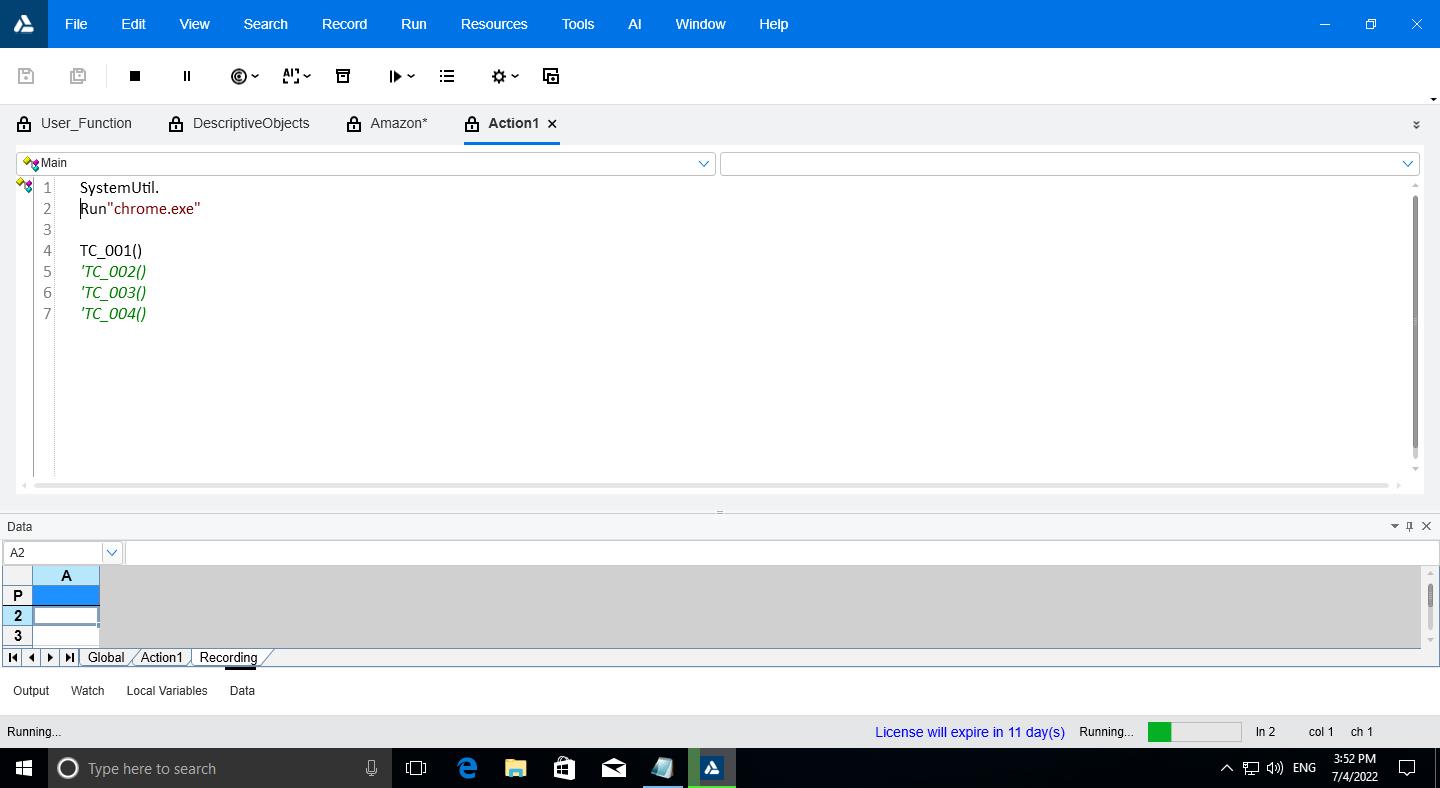 File Edit View Search Record Run Resources Tools AI Window Help
User_Function DescriptiveObjects Amazon* Action1
Main
1 SystemUtil.
2 Run"chrome.exe"
3
4 TC_001()
5 'TC_002()
6 'TC_003()
7 'TC_004()
Data
A2
A
P
2
3
Global Action1 Recording
Output Watch Local Variables Data
Running... License will expire in 11 day(s) Running... ln 2 col 1 ch 1
Type here to search ENG 3:52 PM
7/4/2022